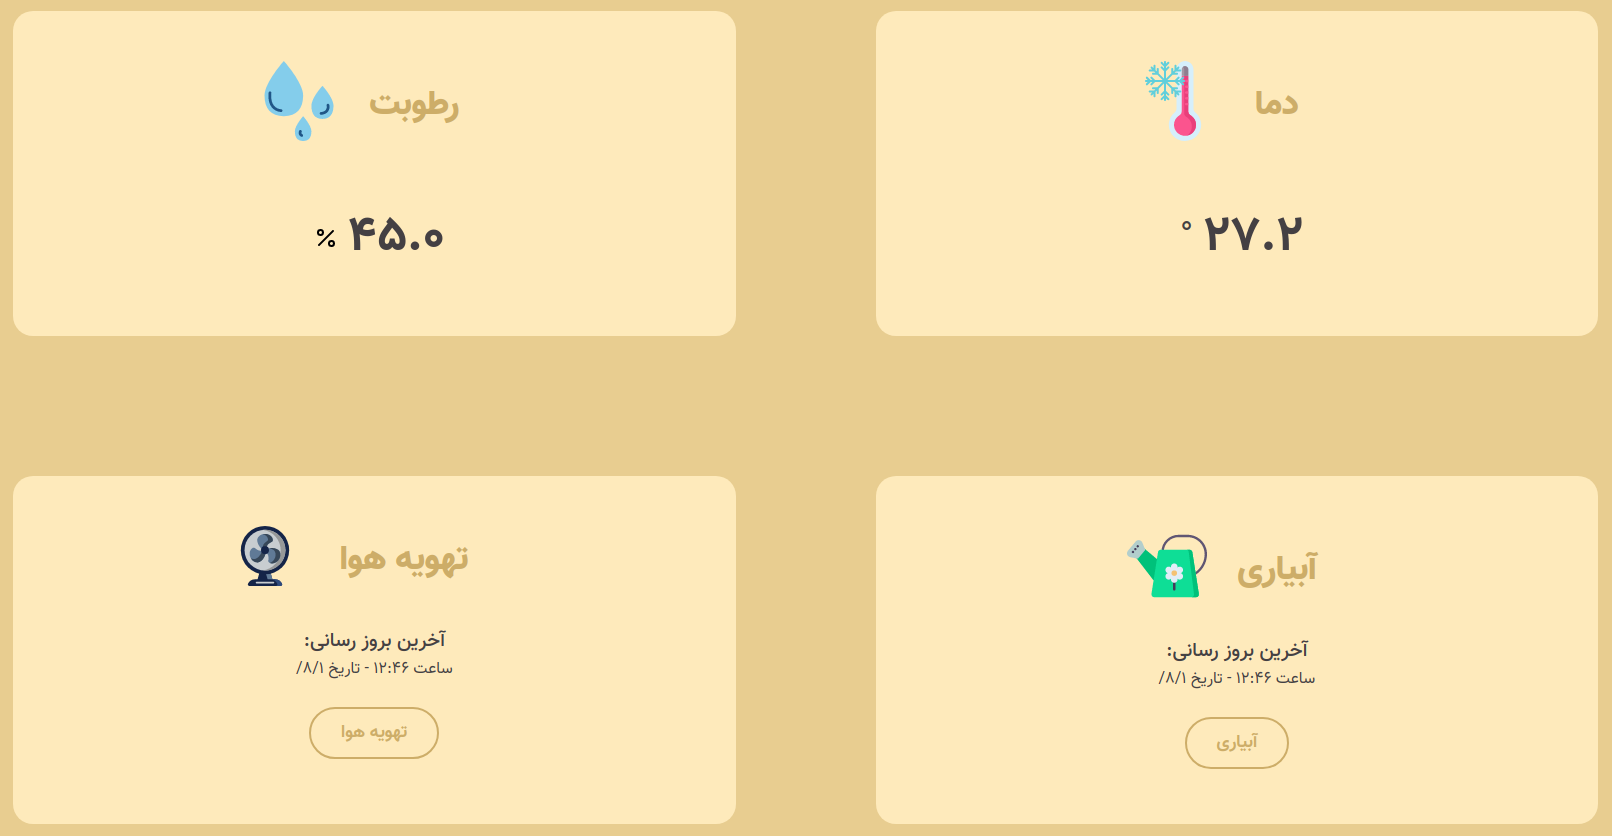 دما
۲۷.۲ °
رطوبت
۴۵.۰ %
آبیاری
آخرین بروز رسانی:
ساعت ۱۲:۴۶ - تاریخ ۸/۱/
آبیاری
تهویه هوا
آخرین بروز رسانی:
ساعت ۱۲:۴۶ - تاریخ ۸/۱/
تهویه هوا